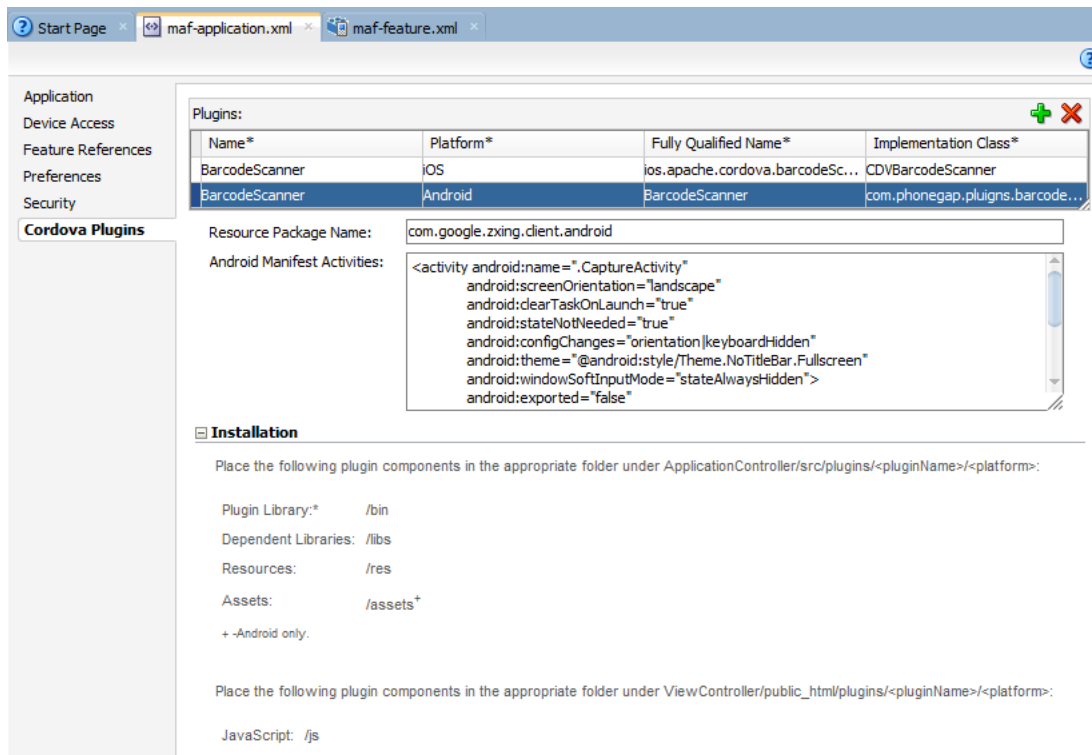 Start Page × maf-application.xml × maf-feature.xml ×
Application
Device Access
Feature References
Preferences
Security
Cordova Plugins
Plugins:
Name* Platform* Fully Qualified Name* Implementation Class*
BarcodeScanner iOS ios.apache.cordova.barcodeSc... CDVBarcodeScanner
BarcodeScanner Android BarcodeScanner com.phonegap.pluigns.barcode...
Resource Package Name: com.google.zxing.client.android
Android Manifest Activities:
<activity android:name=".CaptureActivity"
android:screenOrientation="landscape"
android:clearTaskOnLaunch="true"
android:stateNotNeeded="true"
android:configChanges="orientation|keyboardHidden"
android:theme="@android:style/Theme.NoTitleBar.Fullscreen"
android:windowSoftInputMode="stateAlwaysHidden">
android:exported="false"
Installation
Place the following plugin components in the appropriate folder under ApplicationController/src/plugins/<pluginName>/<platform>:
Plugin Library:* /bin
Dependent Libraries: /libs
Resources: /res
Assets: /assets+
+ -Android only.
Place the following plugin components in the appropriate folder under ViewController/public_html/plugins/<pluginName>/<platform>:
JavaScript: /js